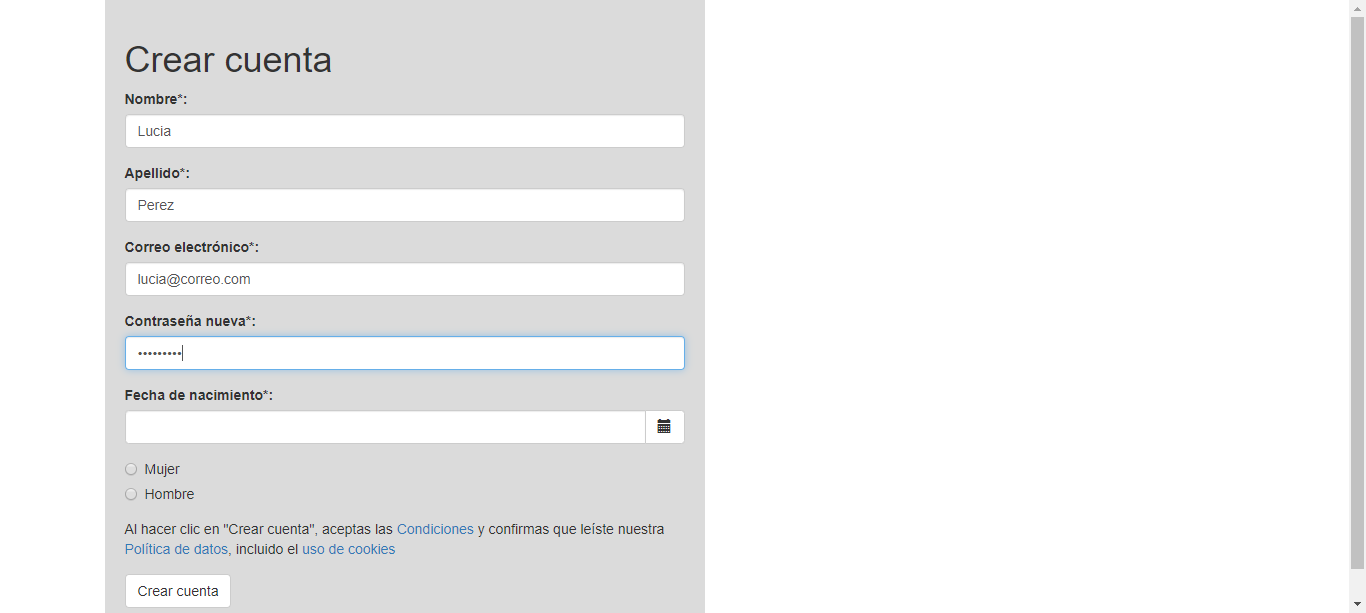 Crear cuenta
Nombre*:
Lucia
Apellido*:
Perez
Correo electrónico*:
lucia@correo.com
Contraseña nueva*:
•••••••••
Fecha de nacimiento*:
Mujer
Hombre
Al hacer clic en "Crear cuenta", aceptas las Condiciones y confirmas que leíste nuestra
Política de datos, incluido el uso de cookies
Crear cuenta